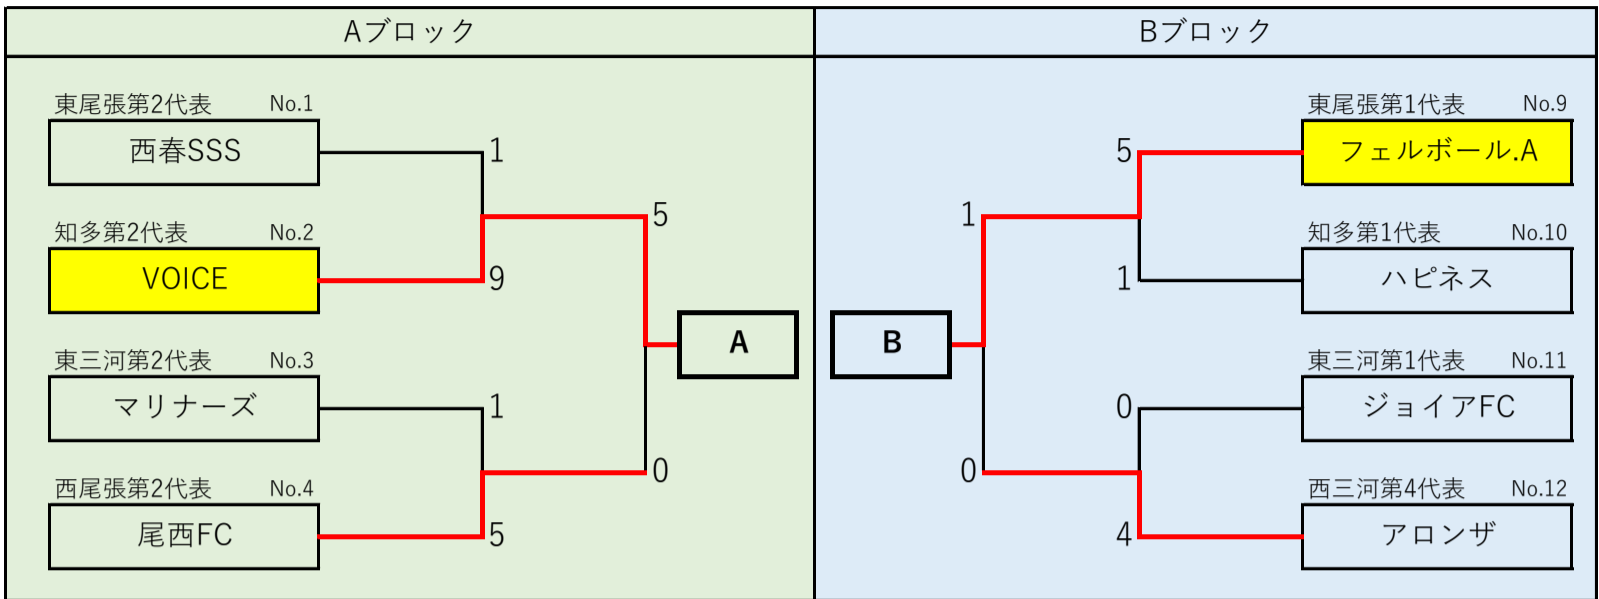 Aブロック
東尾張第2代表 No.1
西春SSS
1
知多第2代表 No.2
VOICE
9
5
東三河第2代表 No.3
マリナーズ
1
西尾張第2代表 No.4
尾西FC
5
0
A
Bブロック
東尾張第1代表 No.9
フェルボール.A
5
知多第1代表 No.10
ハピネス
1
1
東三河第1代表 No.11
ジョイアFC
0
西三河第4代表 No.12
アロンザ
4
0
B